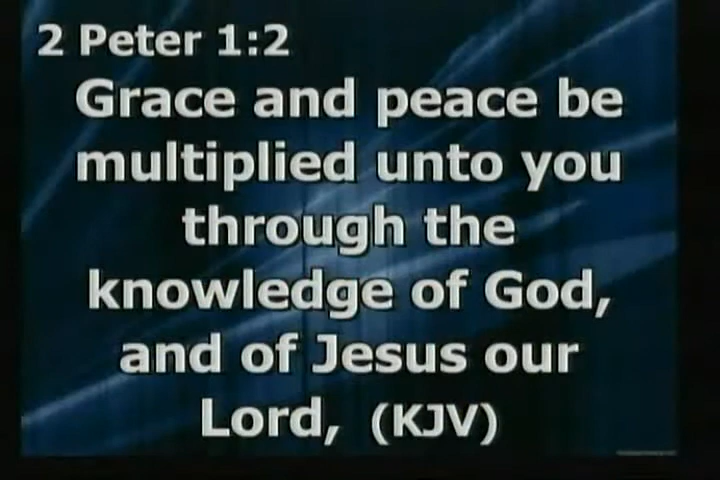 2 Peter 1:2
Grace and peace be
multiplied unto you
through the
knowledge of God,
and of Jesus our
Lord, (KJV)